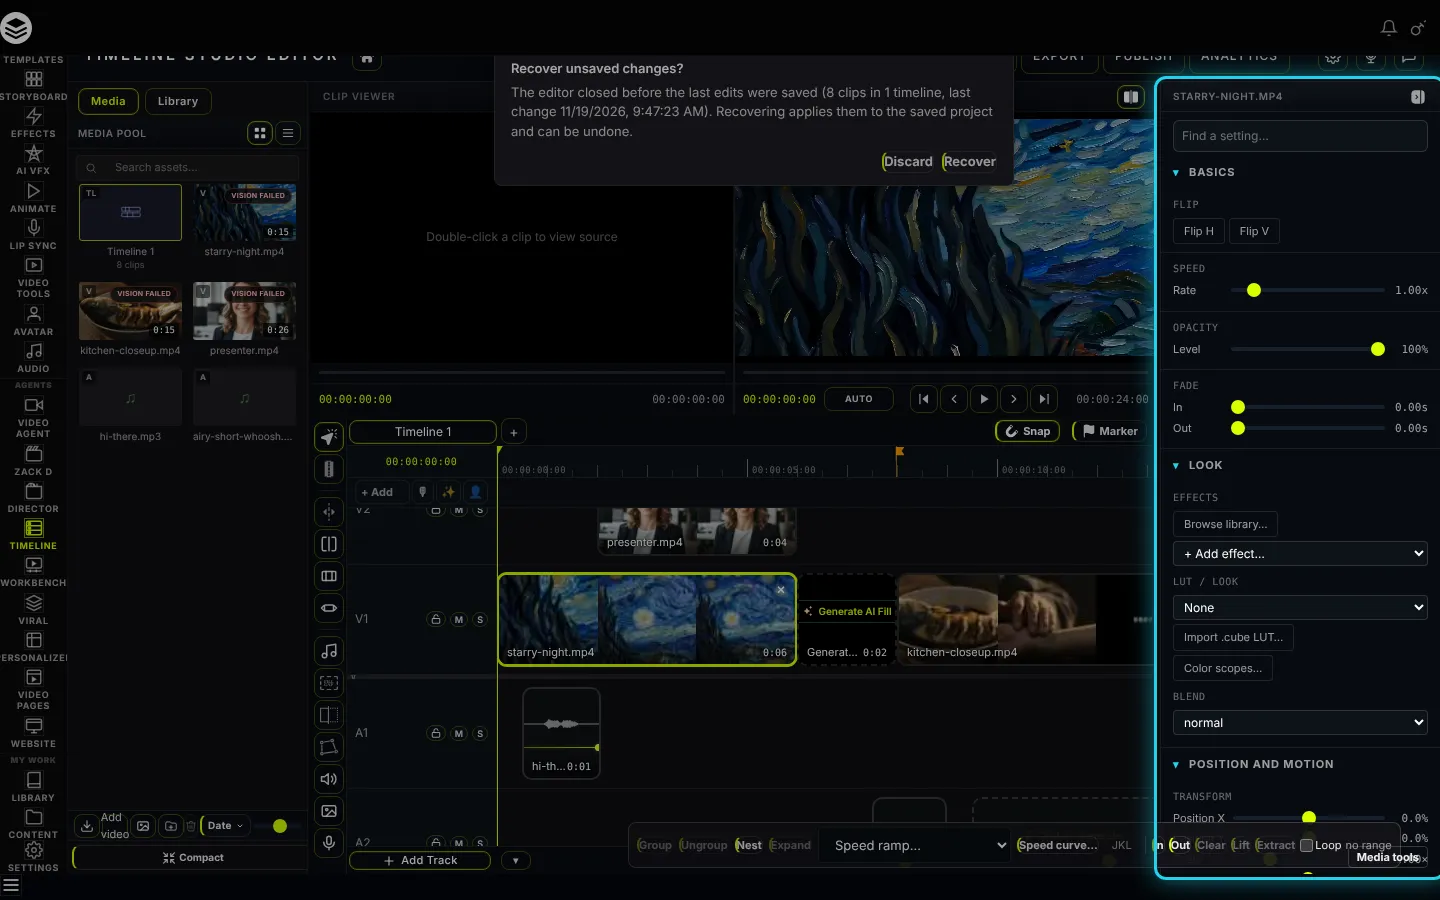 TIMELINE STUDIO EDITOR
EXPORT
PUBLISH
ANALYTICS
TEMPLATES
STORYBOARD
EFFECTS
AI VFX
ANIMATE
LIP SYNC
VIDEO
TOOLS
AVATAR
AUDIO
AGENTS
VIDEO
AGENT
ZACK D
DIRECTOR
TIMELINE
WORKBENCH
VIRAL
PERSONALIZE
VIDEO
PAGES
WEBSITE
MY WORK
LIBRARY
CONTENT
SETTINGS
Media
Library
MEDIA POOL
Search assets...
TL
Timeline 1
8 clips
V
VISION FAILED
0:15
starry-night.mp4
V
VISION FAILED
0:15
kitchen-closeup.mp4
V
VISION FAILED
0:26
presenter.mp4
A
hi-there.mp3
A
airy-short-whoosh....
Add
video
Date
Compact
CLIP VIEWER
Double-click a clip to view source
00:00:00:00
00:00:00:00
Recover unsaved changes?
The editor closed before the last edits were saved (8 clips in 1 timeline, last
change 11/19/2026, 9:47:23 AM). Recovering applies them to the saved project
and can be undone.
Discard
Recover
00:00:00:00
AUTO
00:00:24:00
Timeline 1
+
Snap
Marker
00:00:00:00
00:00:00:00
00:00:05:00
00:00:10:00
+ Add
V2
M
S
presenter.mp4
0:04
V1
M
S
starry-night.mp4
0:06
Generate AI Fill
Generat...
0:02
kitchen-closeup.mp4
A1
M
S
hi-th...
0:01
A2
M
S
+ Add Track
Group
Ungroup
Nest
Expand
Speed ramp...
Speed curve...
JKL
In
Out
Clear
Lift
Extract
Loop
no range
Media tools
STARRY-NIGHT.MP4
Find a setting...
BASICS
FLIP
Flip H
Flip V
SPEED
Rate
1.00x
OPACITY
Level
100%
FADE
In
0.00s
Out
0.00s
LOOK
EFFECTS
Browse library...
+ Add effect...
LUT / LOOK
None
Import .cube LUT...
Color scopes...
BLEND
normal
POSITION AND MOTION
TRANSFORM
Position X
0.0%
0.0%